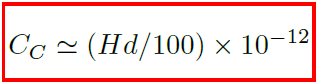 C_C ≃ (Hd/100) × 10^{−12}